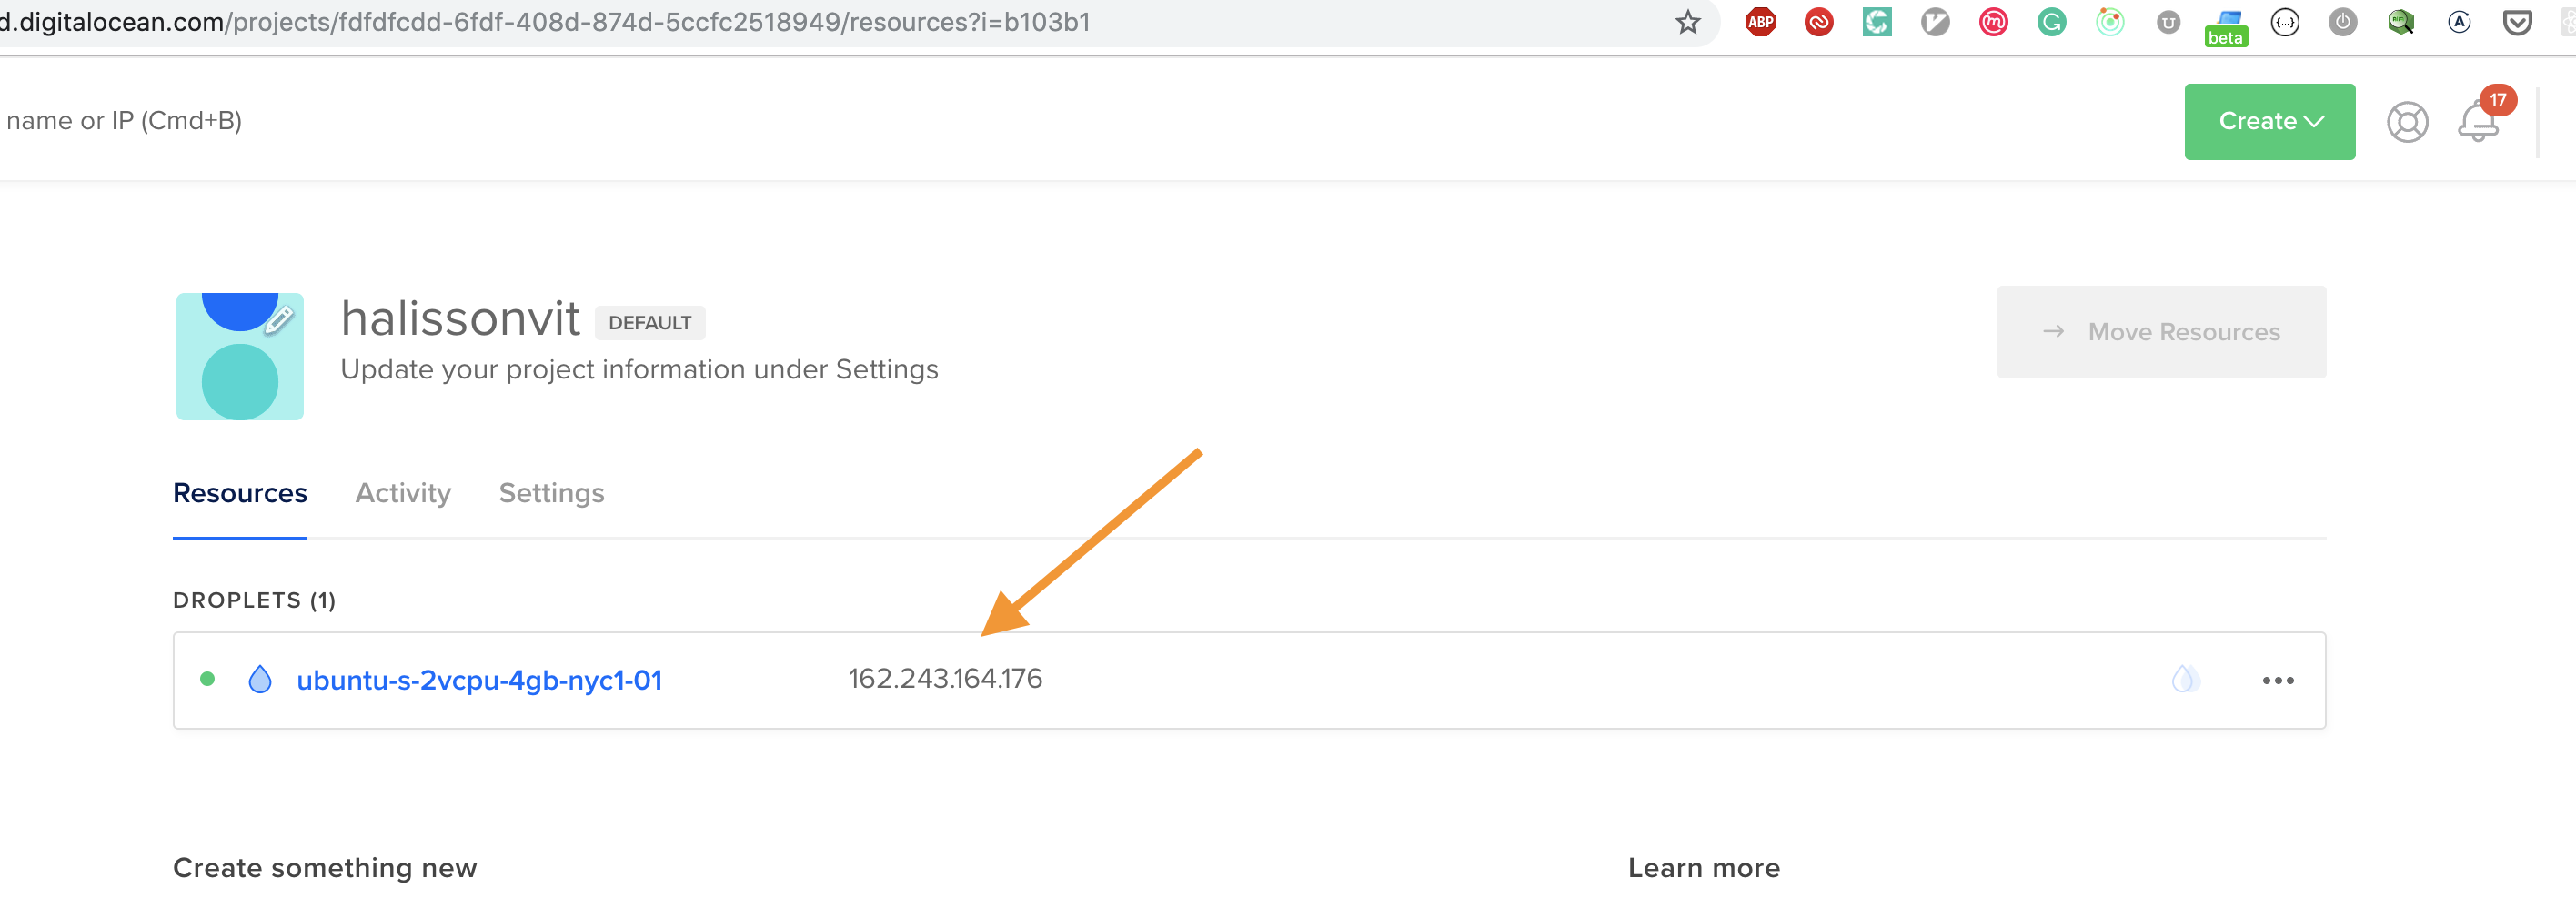 d.digitalocean.com/projects/fdfdfcdd-6fdf-408d-874d-5ccfc2518949/resources?i=b103b1
ABP
beta
name or IP (Cmd+B)
Create
17
halissonvit DEFAULT
Update your project information under Settings
→ Move Resources
Resources Activity Settings
DROPLETS (1)
ubuntu-s-2vcpu-4gb-nyc1-01 162.243.164.176
Create something new Learn more